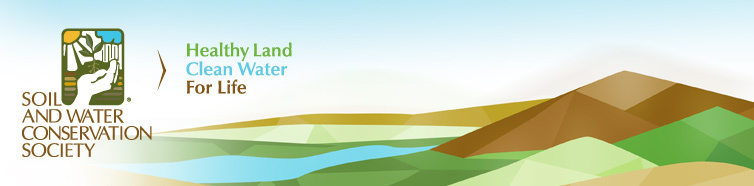 SOIL
AND WATER
CONSERVATION
SOCIETY
®
Healthy Land
Clean Water
For Life